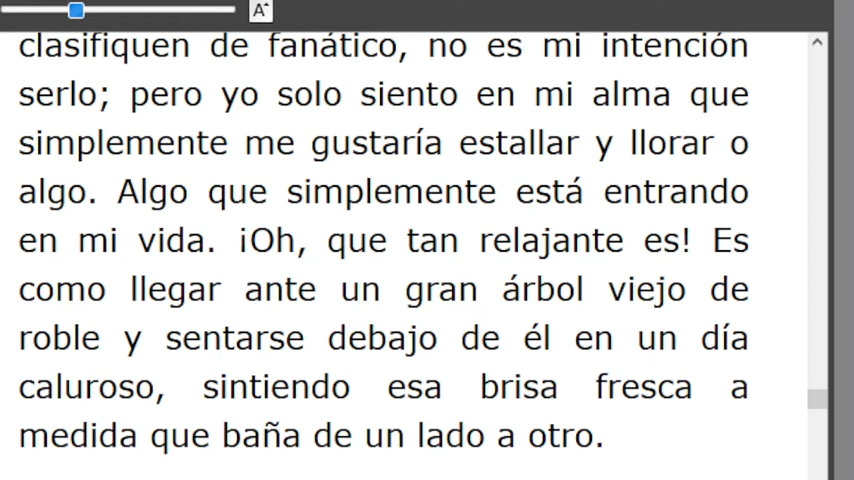 A
clasifiquen de fanático, no es mi intención
serlo; pero yo solo siento en mi alma que
simplemente me gustaría estallar y llorar o
algo. Algo que simplemente está entrando
en mi vida. ¡Oh, que tan relajante es! Es
como llegar ante un gran árbol viejo de
roble y sentarse debajo de él en un día
caluroso, sintiendo esa brisa fresca a
medida que baña de un lado a otro.